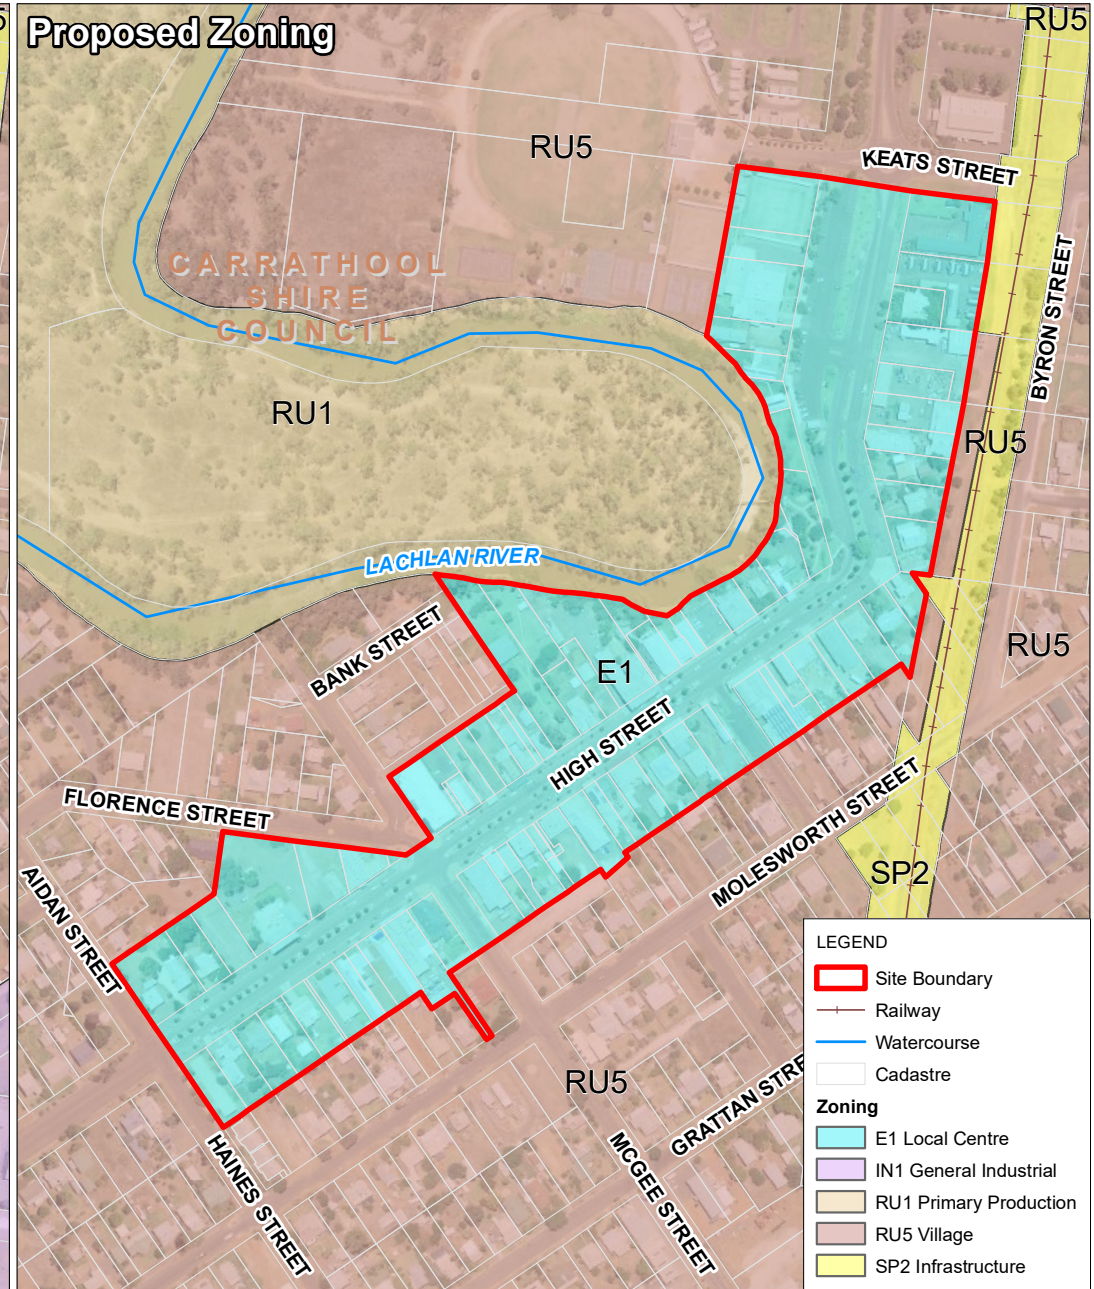 Proposed Zoning
RU5
5
RU5
KEATS STREET
CARRATHOOL
SHIRE
COUNCIL
BYRON STREET
RU1
RU5
LACHLAN RIVER
BANK STREET
RU5
E1
HIGH STREET
FLORENCE STREET
MOLESWORTH STREET
AIDAN STREET
SP2
RU5
GRATTAN STRE
HAINES STREET
MCGEE STREET
LEGEND
Site Boundary
Railway
Watercourse
Cadastre
Zoning
E1 Local Centre
IN1 General Industrial
RU1 Primary Production
RU5 Village
SP2 Infrastructure